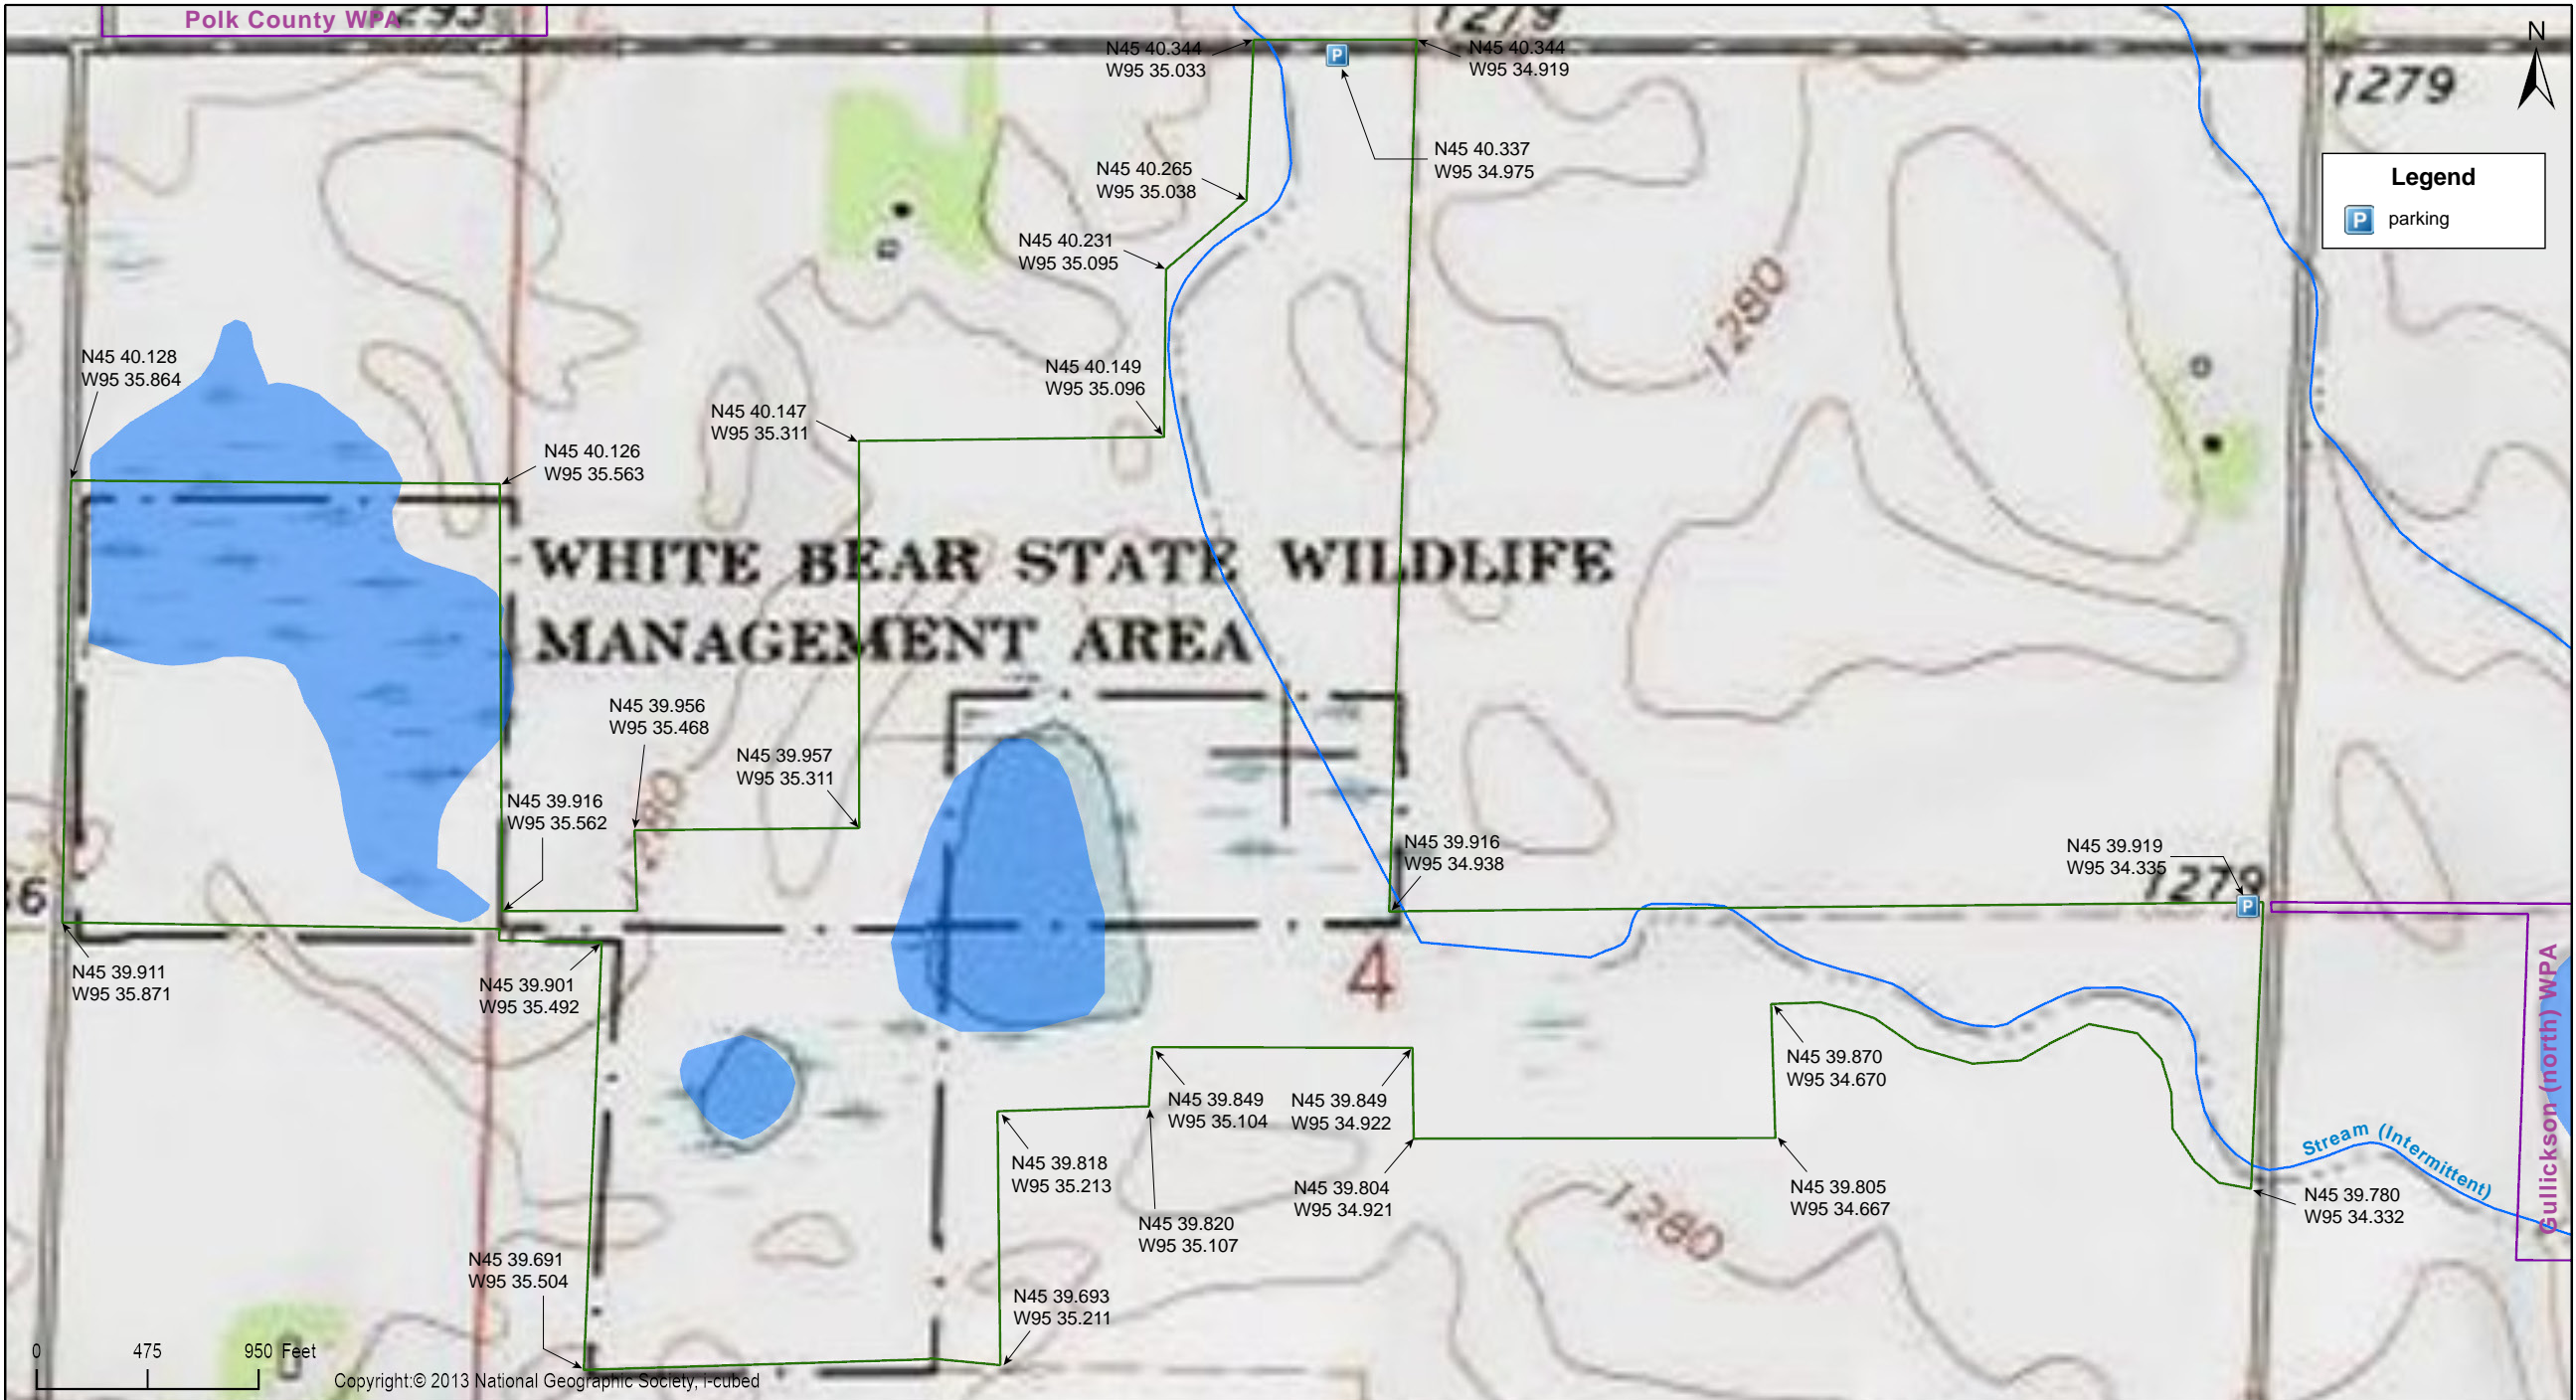 Polk County WPA
1293
1279
N
N45 40.344
W95 35.033
N45 40.344
W95 34.919
1279
P
N45 40.337
W95 34.975
Legend
P parking
N45 40.265
W95 35.038
N45 40.231
W95 35.095
1280
N45 40.128
W95 35.864
N45 40.149
W95 35.096
N45 40.147
W95 35.311
N45 40.126
W95 35.563
WHITE BEAR STATE WILDLIFE
MANAGEMENT AREA
N45 39.956
W95 35.468
N45 39.957
W95 35.311
1280
N45 39.916
W95 35.562
N45 39.916
W95 34.938
N45 39.919
W95 34.335
1279
P
36
N45 39.911
W95 35.871
N45 39.901
W95 35.492
4
Gullickson (north) WPA
N45 39.870
W95 34.670
N45 39.849
W95 35.104
N45 39.849
W95 34.922
Stream (Intermittent)
N45 39.818
W95 35.213
N45 39.804
W95 34.921
N45 39.805
W95 34.667
N45 39.780
W95 34.332
1280
N45 39.820
W95 35.107
N45 39.691
W95 35.504
N45 39.693
W95 35.211
0 475 950 Feet
Copyright:© 2013 National Geographic Society, i-cubed